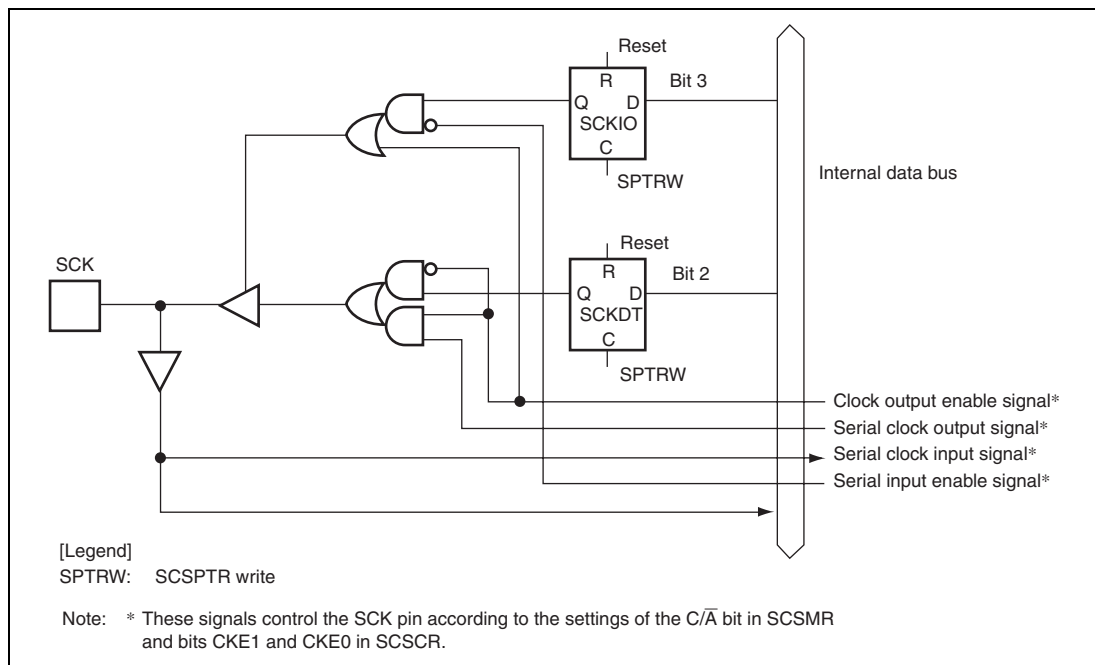 Reset
R
Bit 3
Q D
SCKIO
C
SPTRW
Internal data bus
Reset
SCK
R
Bit 2
Q D
SCKDT
C
SPTRW
Clock output enable signal*
Serial clock output signal*
Serial clock input signal*
Serial input enable signal*
[Legend]
SPTRW: SCSPTR write
Note: * These signals control the SCK pin according to the settings of the C/A̅ bit in SCSMR
and bits CKE1 and CKE0 in SCSCR.